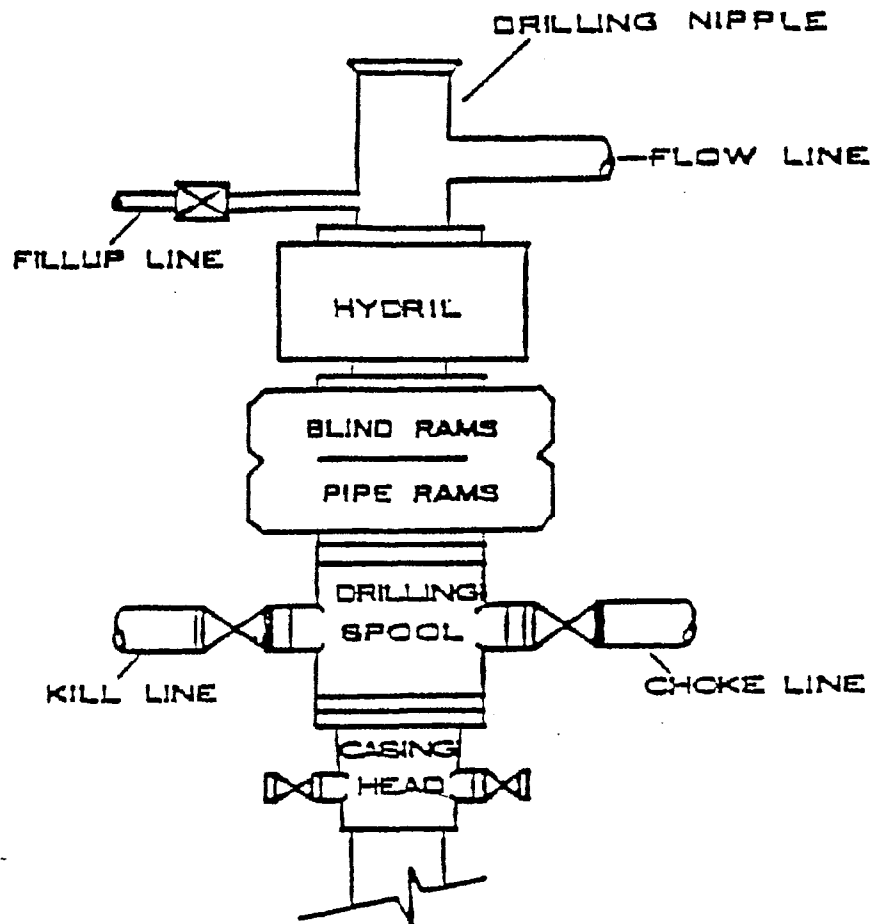 DRILLING NIPPLE
FLOW LINE
FILLUP LINE
HYDRIL
BLIND RAMS
PIPE RAMS
DRILLING
SPOOL
KILL LINE
CHOKE LINE
CASING
HEAD